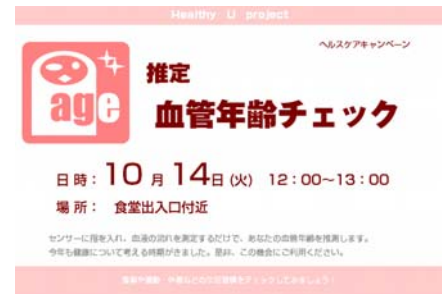 Healthy U project
ヘルスケアキャンペーン
age
推定
血管年齢チェック
日時：10月14日（火） 12：00〜13：00
場所： 食堂出入口付近
センサーに指を入れ、血液の流れを測定するだけで、あなたの血管年齢を推測します。
今年も健康について考える時期がきました。是非、この機会にご利用ください。